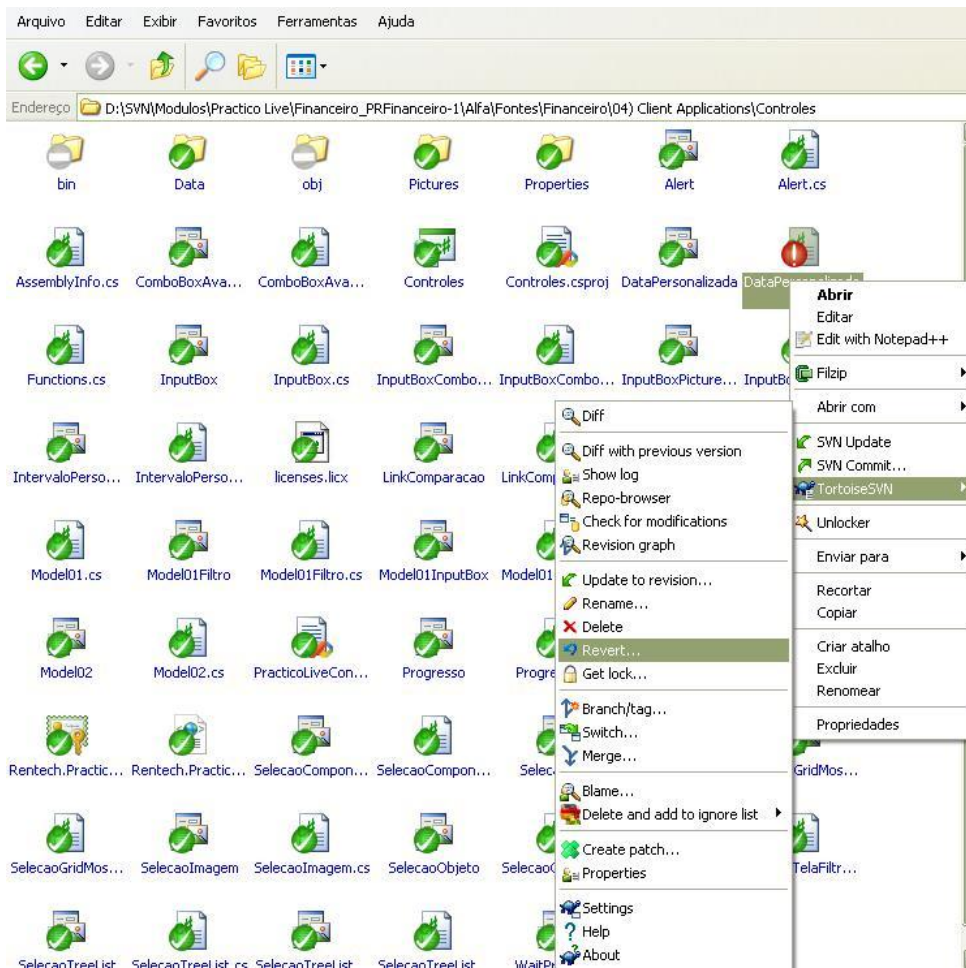 Arquivo Editar Exibir Favoritos Ferramentas Ajuda
Endereço D:\SVN\Modulos\Practico Live\Financeiro_PRFinanceiro-1\Alfa\Fontes\Financeiro\04) Client Applications\Controles
bin Data obj Pictures Properties Alert Alert.cs
AssemblyInfo.cs ComboBoxAva... ComboBoxAva... Controles Controles.csproj DataPersonalizada
Functions.cs InputBox InputBox.cs InputBoxCombo... InputBoxCombo... InputBoxPicture...
IntervaloPerso... IntervaloPerso... licenses.licx LinkComparacao
Model01.cs Model01Filtro Model01Filtro.cs Model01InputBox
Model02 Model02.cs PracticoLiveCon... Progresso
Rentech.Practic... Rentech.Practic... SelecaoCompon... SelecaoCompon... GridMos...
SelecaoGridMos... SelecaoImagem SelecaoImagem.cs SelecaoObjeto TelaFiltr...
SelecaoTreeList SelecaoTreeList.cs SelecaoTreeList SelecaoTreeList
Abrir
Editar
Edit with Notepad++
Filzip
Abrir com
SVN Update
SVN Commit...
TortoiseSVN
Unlocker
Enviar para
Recortar
Copiar
Criar atalho
Excluir
Renomear
Propriedades
Diff
Diff with previous version
Show log
Repo-browser
Check for modifications
Revision graph
Update to revision...
Rename...
Delete
Revert...
Get lock...
Branch/tag...
Switch...
Merge...
Blame...
Delete and add to ignore list
Create patch...
Properties
Settings
Help
About